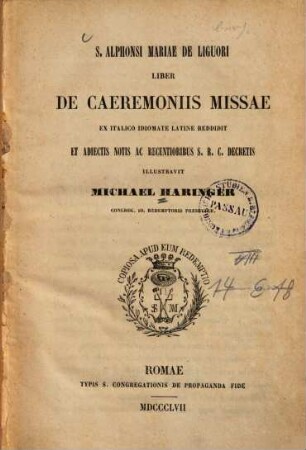 S. ALPHONSI MARIAE DE LIGUORI
LIBER
DE CAEREMONIIS MISSAE
EX ITALICO IDIOMATE LATINE REDDIDIT
ET ADIECTIS NOTIS AC RECENTIORIBUS S. R. C. DECRETIS
ILLUSTRAVIT
MICHAEL HARINGER
CONGREG. SS. REDEMPTORIS PRESBYTER
PASSAU
COPIOSA APUD EUM REDEMPTIO
ROMAE
TYPIS S. CONGREGATIONIS DE PROPAGANDA FIDE
MDCCCLVII